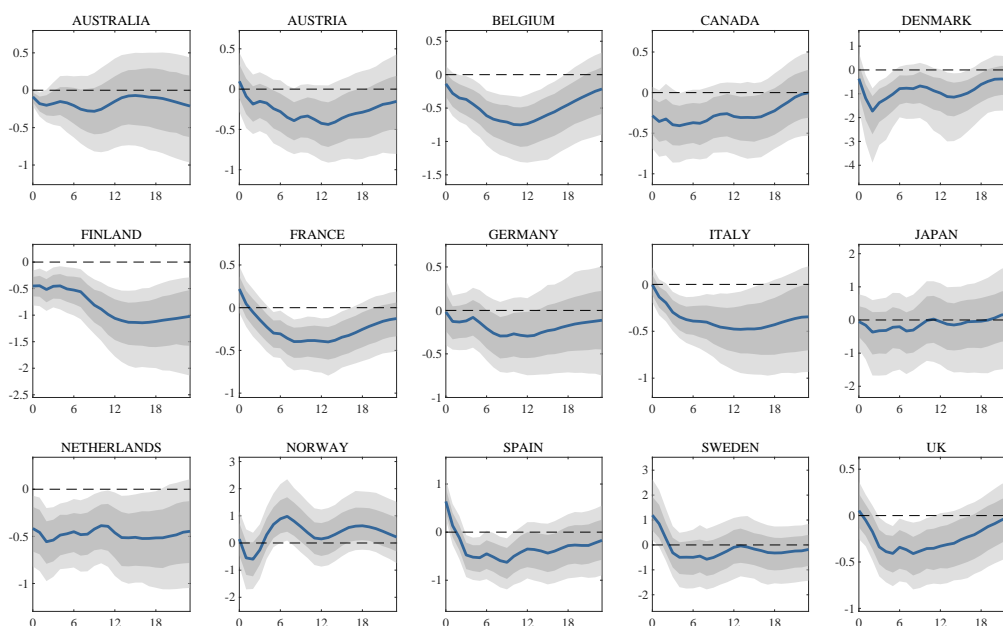 AUSTRALIA AUSTRIA BELGIUM CANADA DENMARK
0.5 0 -0.5 -1 0 6 12 18
0.5 0 -0.5 -1 0 6 12 18
0.5 0 -0.5 -1 -1.5 0 6 12 18
0.5 0 -0.5 -1 0 6 12 18
1 0 -1 -2 -3 -4 0 6 12 18
FINLAND FRANCE GERMANY ITALY JAPAN
0 -0.5 -1 -1.5 -2 -2.5 0 6 12 18
0.5 0 -0.5 -1 0 6 12 18
0.5 0 -0.5 -1 0 6 12 18
0 -0.5 -1 0 6 12 18
2 1 0 -1 -2 0 6 12 18
NETHERLANDS NORWAY SPAIN SWEDEN UK
0 -0.5 -1 0 6 12 18
3 2 1 0 -1 -2 0 6 12 18
1 0 -1 0 6 12 18
3 2 1 0 -1 -2 0 6 12 18
0.5 0 -0.5 -1 0 6 12 18